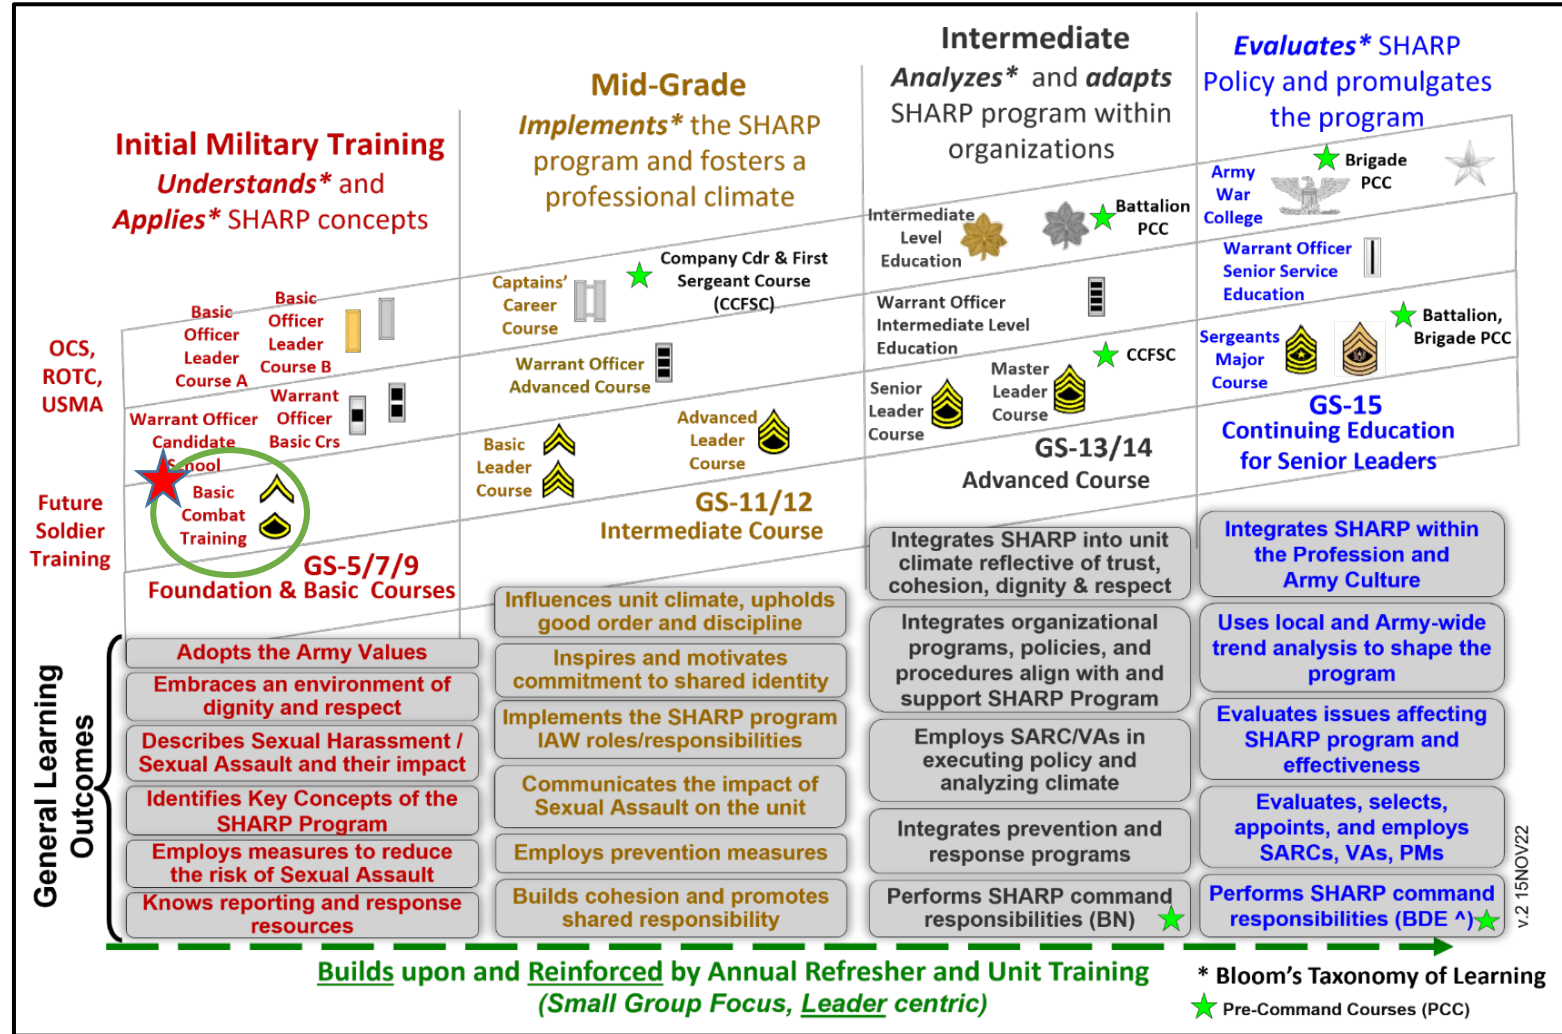 Initial Military Training
Understands* and
Applies* SHARP concepts
Mid-Grade
Implements* the SHARP
program and fosters a
professional climate
Intermediate
Analyzes* and adapts
SHARP program within
organizations
Evaluates* SHARP
Policy and promulgates
the program
OCS,
ROTC,
USMA
Basic
Officer
Leader
Course A
Basic
Officer
Leader
Course B
Captains'
Career
Course
Company Cdr & First
Sergeant Course
(CCFSC)
Intermediate
Level
Education
Battalion
PCC
Army
War
College
Brigade
PCC
Warrant Officer
Candidate
School
Warrant
Officer
Basic Crs
Warrant Officer
Advanced Course
Warrant Officer
Intermediate Level
Education
Warrant Officer
Senior Service
Education
Future
Soldier
Training
Basic
Combat
Training
Basic
Leader
Course
Advanced
Leader
Course
Senior
Leader
Course
Master
Leader
Course
CCFSC
Sergeants
Major
Course
Battalion,
Brigade PCC
GS-5/7/9
Foundation & Basic Courses
GS-11/12
Intermediate Course
GS-13/14
Advanced Course
GS-15
Continuing Education
for Senior Leaders
General Learning
Outcomes
Adopts the Army Values
Embraces an environment of
dignity and respect
Describes Sexual Harassment /
Sexual Assault and their impact
Identifies Key Concepts of the
SHARP Program
Employs measures to reduce
the risk of Sexual Assault
Knows reporting and response
resources
Influences unit climate, upholds
good order and discipline
Inspires and motivates
commitment to shared identity
Implements the SHARP program
IAW roles/responsibilities
Communicates the impact of
Sexual Assault on the unit
Employs prevention measures
Builds cohesion and promotes
shared responsibility
Integrates SHARP into unit
climate reflective of trust,
cohesion, dignity & respect
Integrates organizational
programs, policies, and
procedures align with and
support SHARP Program
Employs SARC/VAs in
executing policy and
analyzing climate
Integrates prevention and
response programs
Performs SHARP command
responsibilities (BN)
Integrates SHARP within
the Profession and
Army Culture
Uses local and Army-wide
trend analysis to shape the
program
Evaluates issues affecting
SHARP program and
effectiveness
Evaluates, selects,
appoints, and employs
SARCs, VAs, PMs
Performs SHARP command
responsibilities (BDE ^)
v.2 15NOV22
Builds upon and Reinforced by Annual Refresher and Unit Training
(Small Group Focus, Leader centric)
* Bloom's Taxonomy of Learning
Pre-Command Courses (PCC)